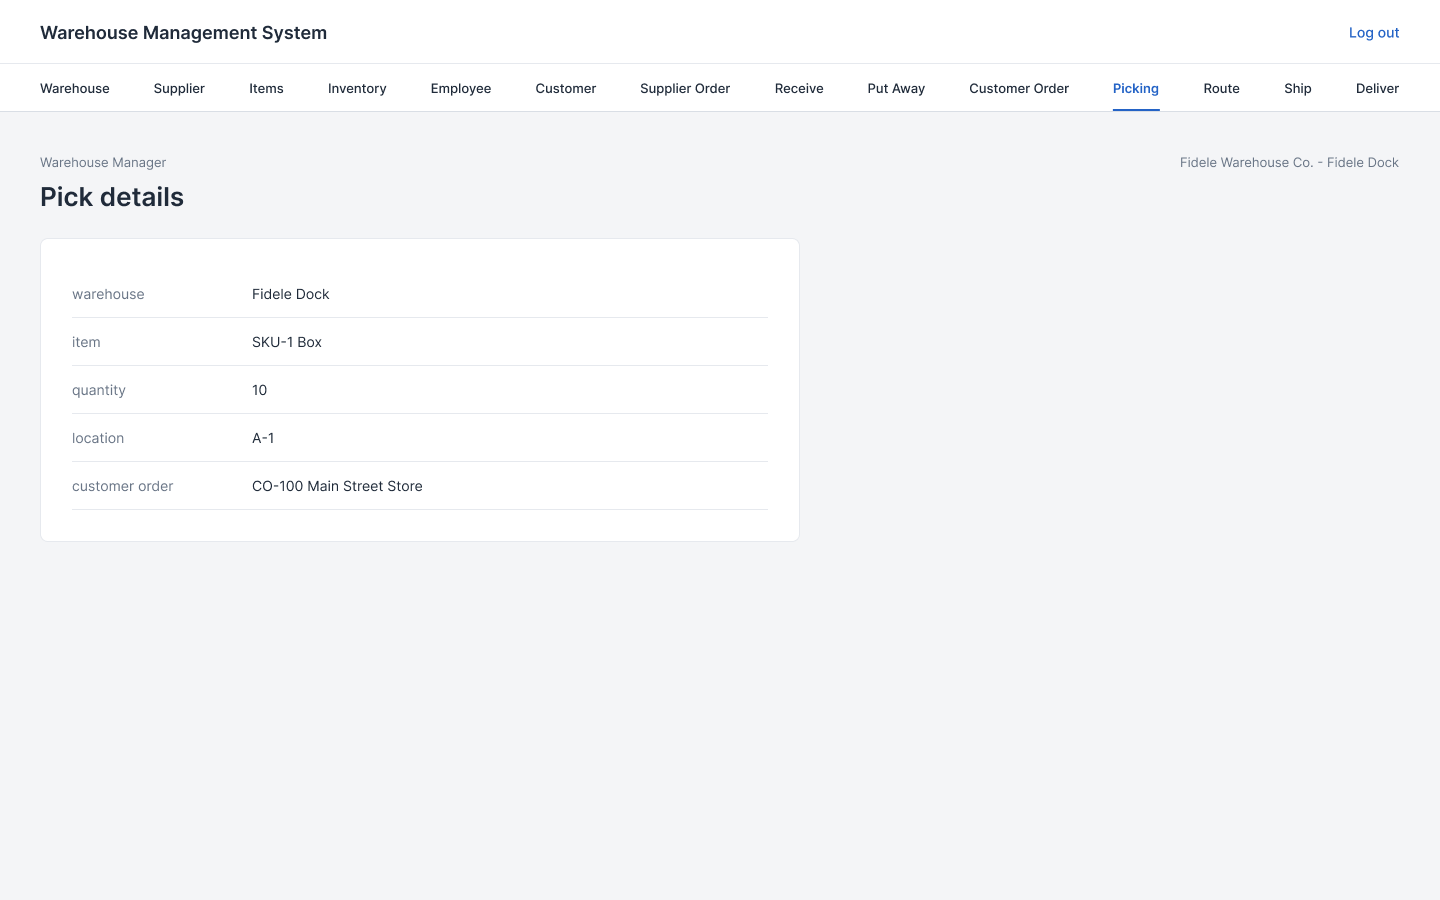 Warehouse Management System
Log out
Warehouse Supplier Items Inventory Employee Customer Supplier Order Receive Put Away Customer Order Picking Route Ship Deliver
Warehouse Manager
Fidele Warehouse Co. - Fidele Dock
Pick details
warehouse Fidele Dock
item SKU-1 Box
quantity 10
location A-1
customer order CO-100 Main Street Store